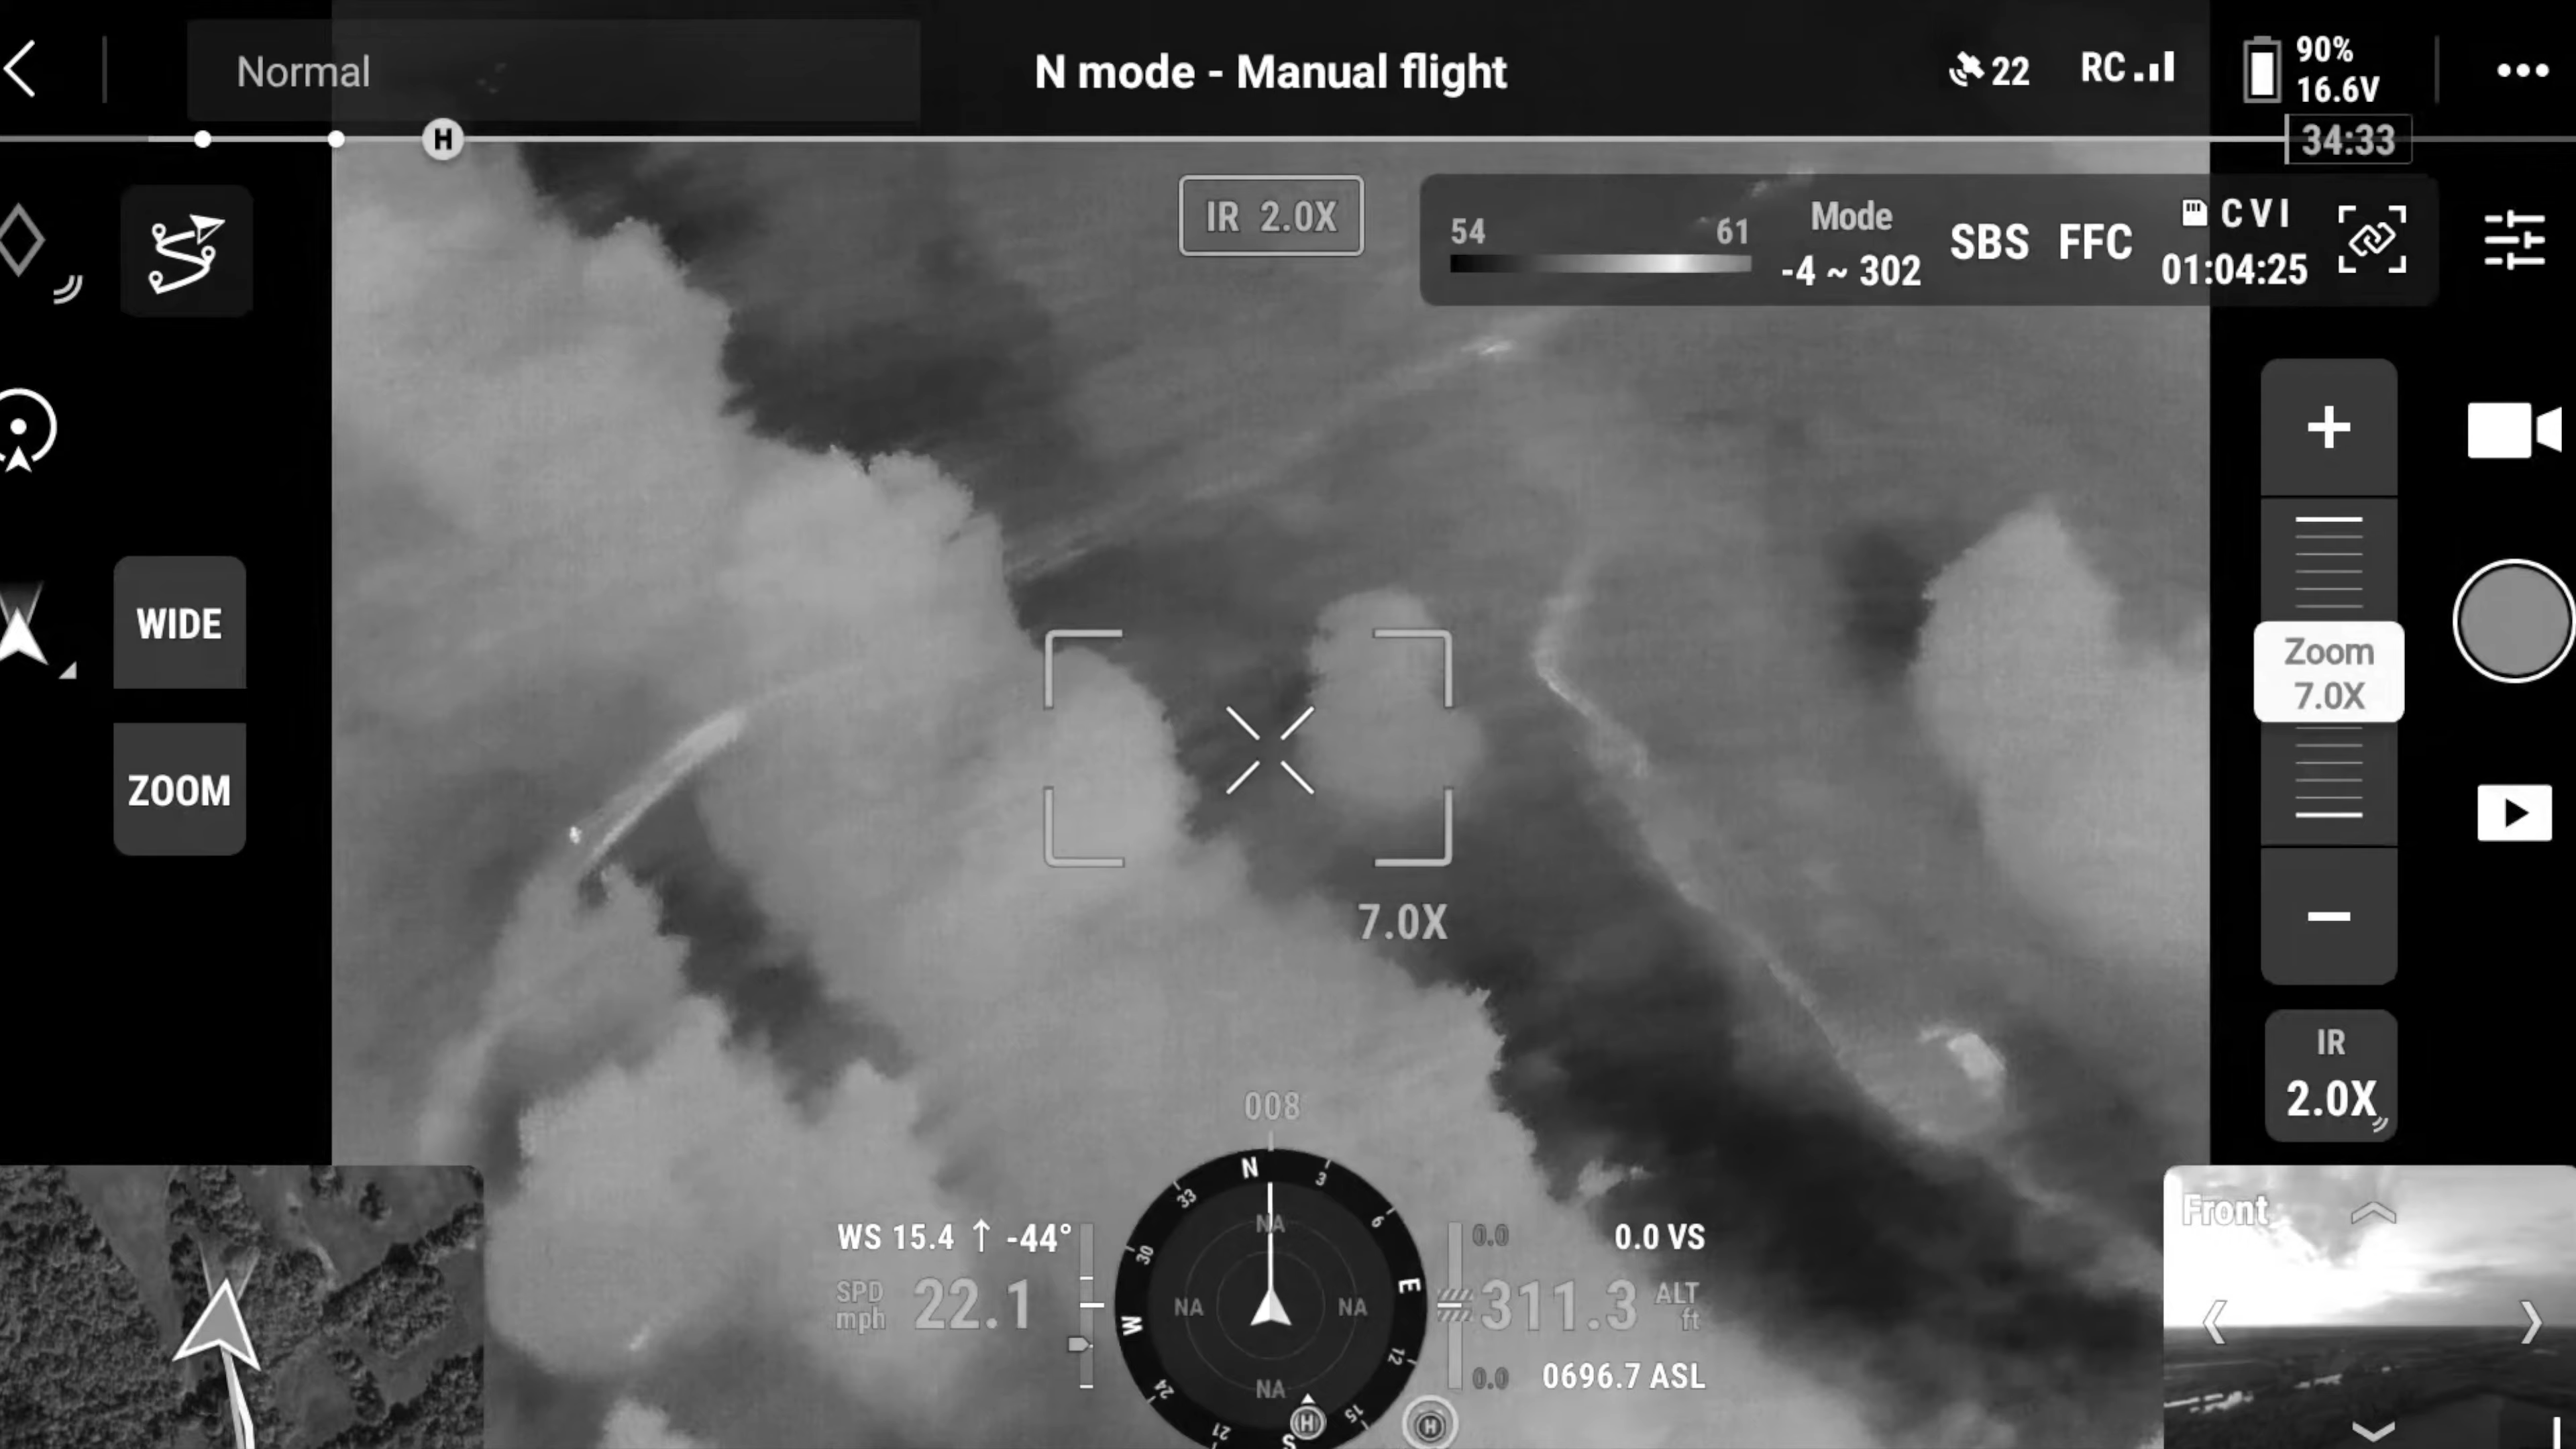 Normal
N mode - Manual flight
22
RC
90%
16.6V
H
34:33
IR 2.0X
54
61
Mode
-4 ~ 302
SBS
FFC
CVI
01:04:25
WIDE
ZOOM
Zoom
7.0X
7.0X
IR
2.0X
008
N
3
6
E
12
15
S
21
24
W
30
33
NA
NA
NA
NA
H
H
WS 15.4 ↑ -44°
SPD
mph
22.1
0.0
0.0 VS
311.3
ALT
ft
0.0
0696.7 ASL
Front